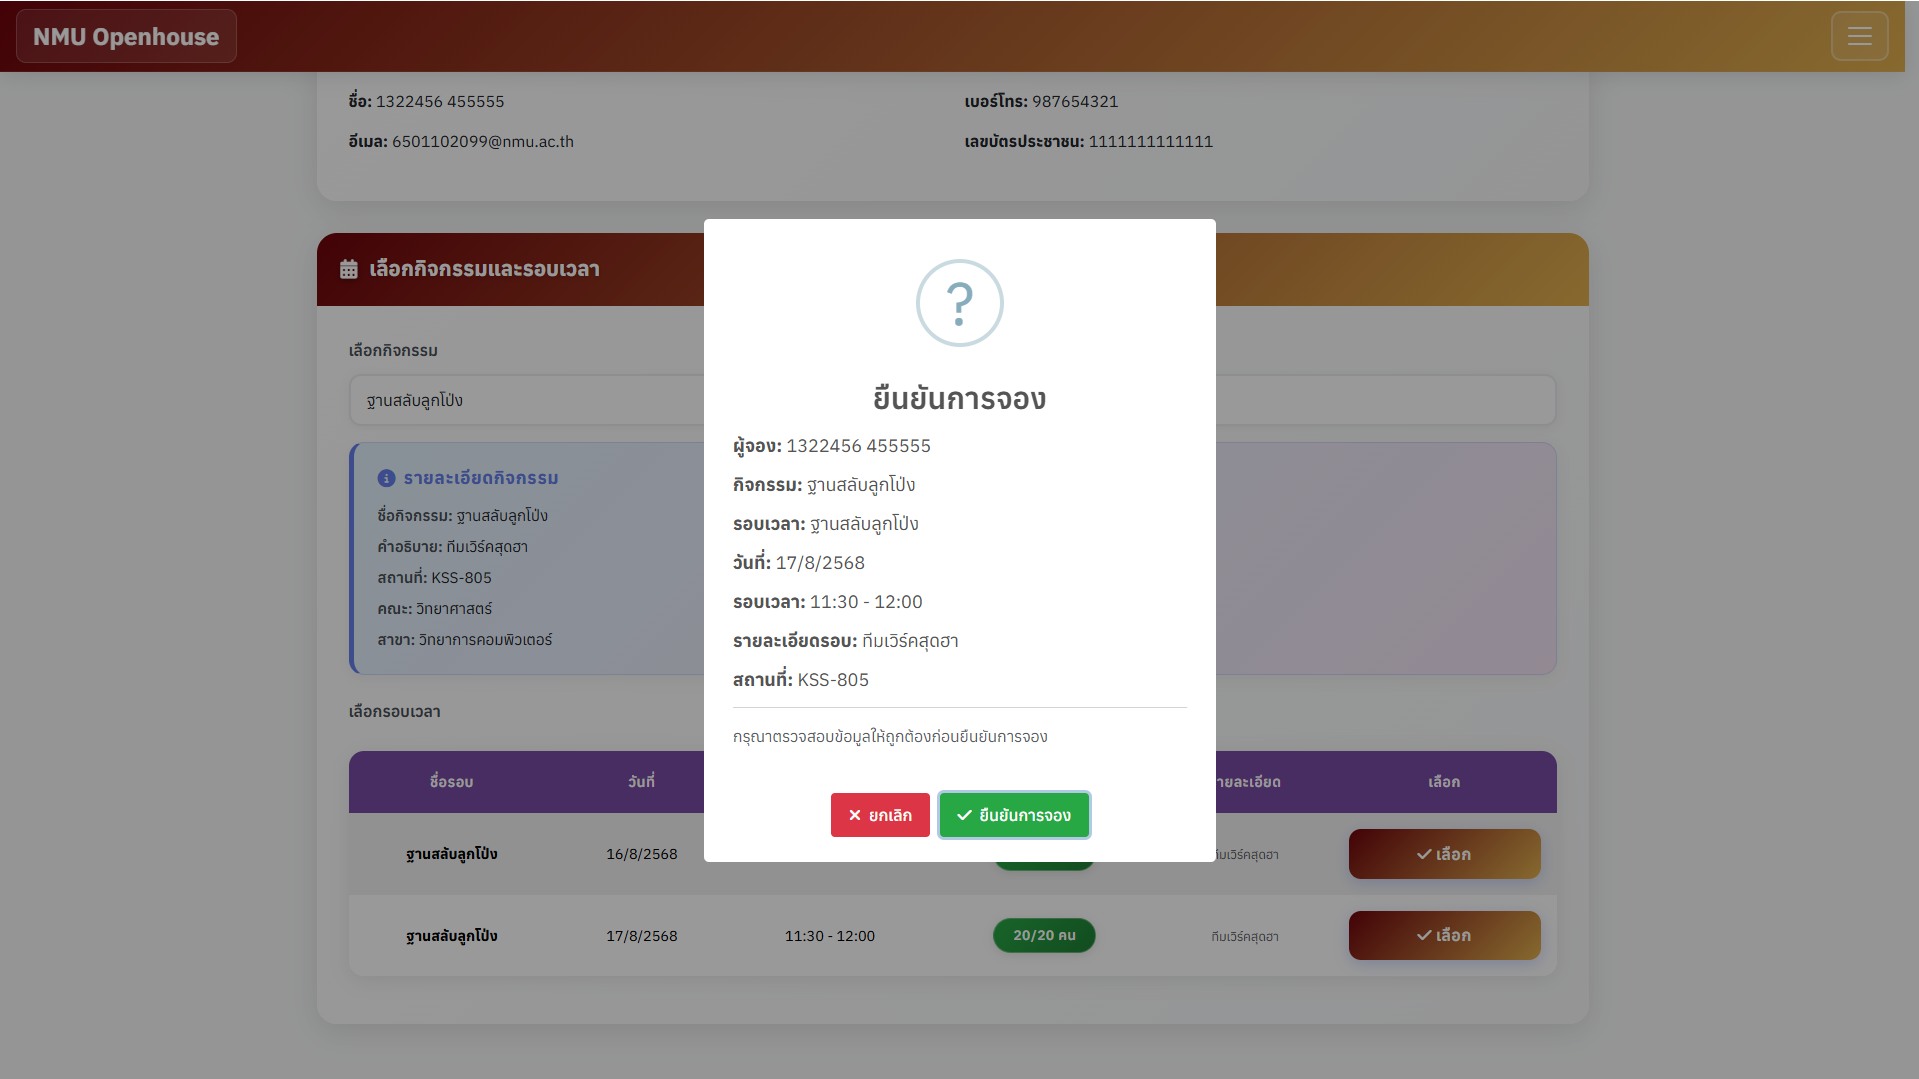 NMU Openhouse
ชื่อ: 1322456 455555
เบอร์โทร: 987654321
อีเมล: 6501102099@nmu.ac.th
เลขบัตรประชาชน: 1111111111111
เลือกกิจกรรมและรอบเวลา
เลือกกิจกรรม
ฐานสลับลูกโป่ง
รายละเอียดกิจกรรม
ชื่อกิจกรรม: ฐานสลับลูกโป่ง
คำอธิบาย: ทีมเวิร์คสุดฮา
สถานที่: KSS-805
คณะ: วิทยาศาสตร์
สาขา: วิทยาการคอมพิวเตอร์
เลือกรอบเวลา
ชื่อรอบ วันที่ ายละเอียด เลือก
ฐานสลับลูกโป่ง 16/8/2568 ทีมเวิร์คสุดฮา เลือก
ฐานสลับลูกโป่ง 17/8/2568 11:30 - 12:00 20/20 คน ทีมเวิร์คสุดฮา เลือก
?
ยืนยันการจอง
ผู้จอง: 1322456 455555
กิจกรรม: ฐานสลับลูกโป่ง
รอบเวลา: ฐานสลับลูกโป่ง
วันที่: 17/8/2568
รอบเวลา: 11:30 - 12:00
รายละเอียดรอบ: ทีมเวิร์คสุดฮา
สถานที่: KSS-805
กรุณาตรวจสอบข้อมูลให้ถูกต้องก่อนยืนยันการจอง
ยกเลิก
ยืนยันการจอง